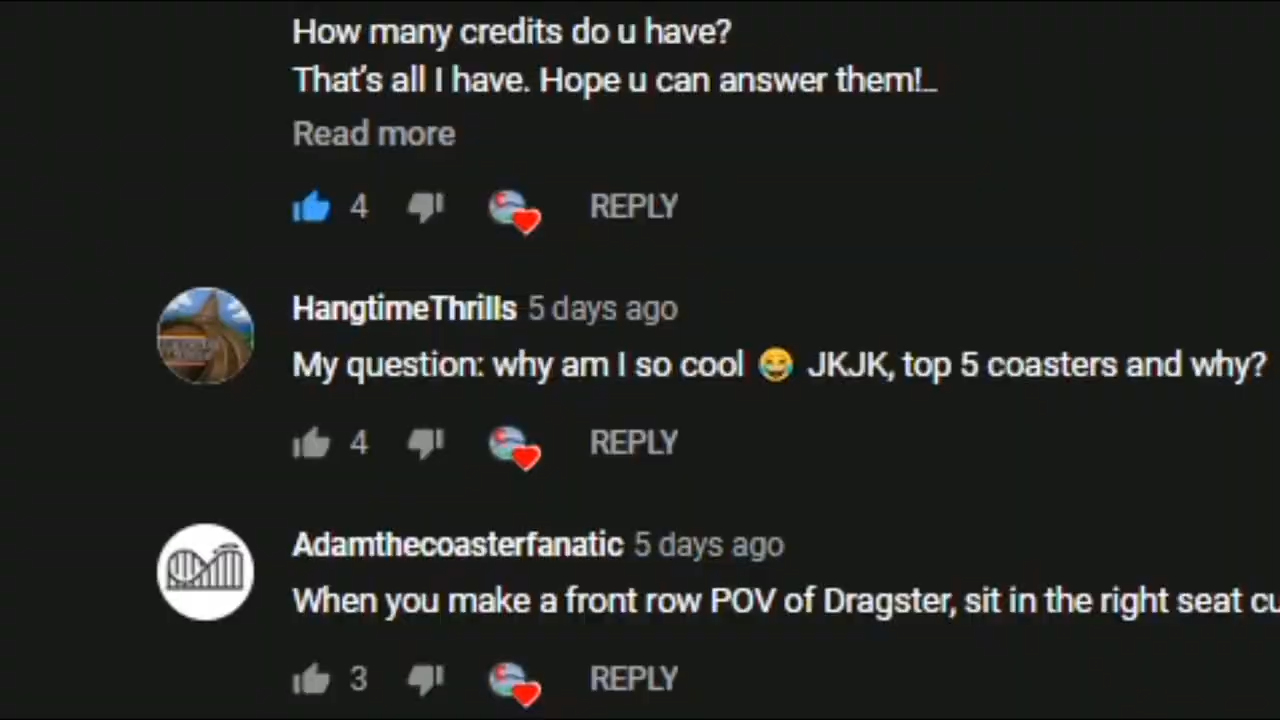 How many credits do u have?
That's all I have. Hope u can answer them!...
Read more
4 REPLY
HangtimeThrills 5 days ago
My question: why am I so cool 😂 JKJK, top 5 coasters and why?
4 REPLY
Adamthecoasterfanatic 5 days ago
When you make a front row POV of Dragster, sit in the right seat cu
3 REPLY